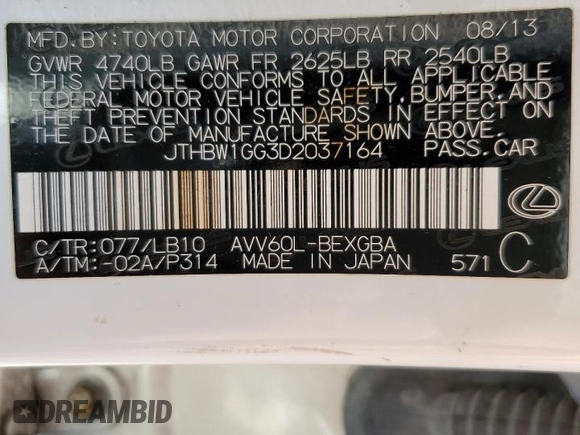 MFD.BY:TOYOTA MOTOR CORPORATION 08/13
GVWR 4740LB GAWR FR 2625LB RR 2540LB
THIS VEHICLE CONFORMS TO ALL APPLICABLE
FEDERAL MOTOR VEHICLE SAFETY, BUMPER, AND
THEFT PREVENTION STANDARDS IN EFFECT
ON THE DATE OF MANUFACTURE SHOWN ABOVE.
JTHBW1GG3D2037164 PASS.CAR
C/TR:077/LB10 AVV60L-BEXGBA
A/TM:-02A/P314 MADE IN JAPAN 571 C
DREAMBID